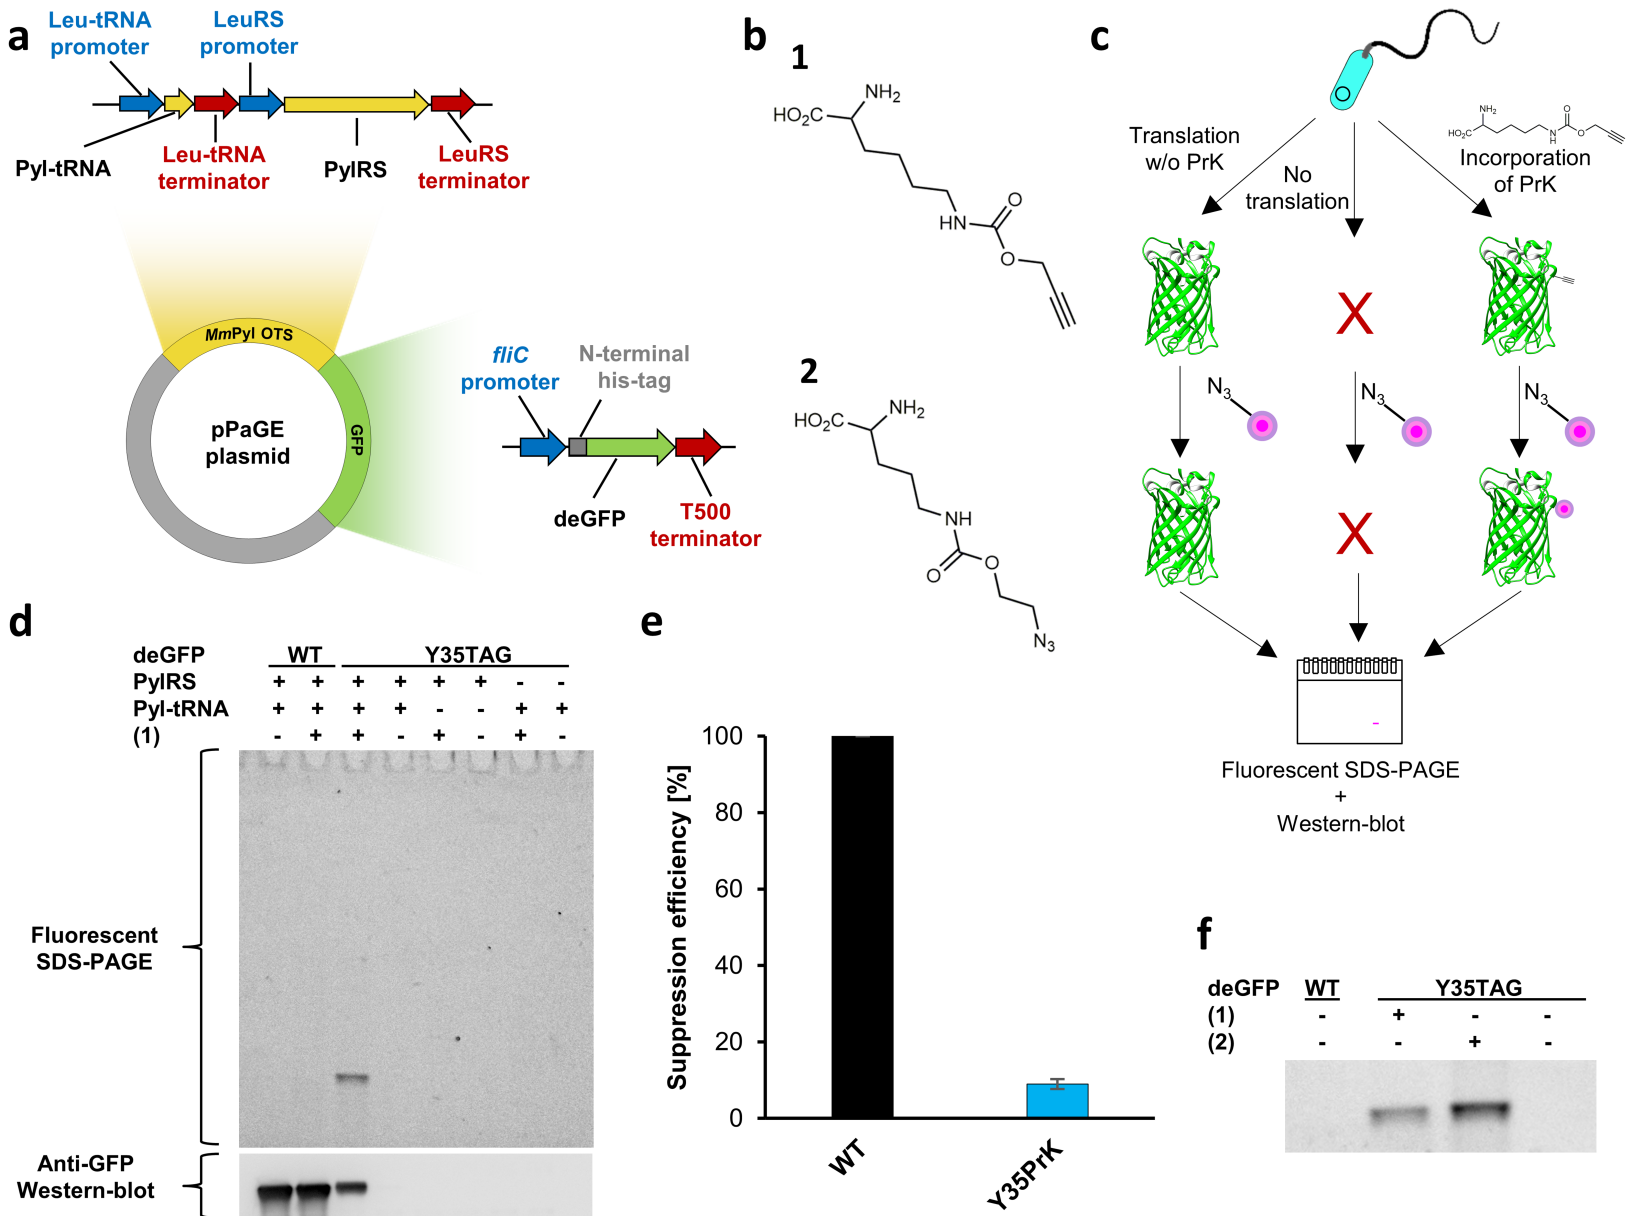 a
Leu-tRNA
promoter
LeuRS
promoter
Pyl-tRNA
Leu-tRNA
terminator
PylRS
LeuRS
terminator
MmPyl OTS
GFP
pPaGE
plasmid
fliC
promoter
N-terminal
his-tag
deGFP
T500
terminator
b
1
HO2C
NH2
HN
O
O
2
HO2C
NH2
NH
O
O
N3
c
Translation
w/o PrK
No
translation
NH2
HO2C
N
H
O
O
Incorporation
of PrK
X
N3
N3
N3
X
Fluorescent SDS-PAGE
+
Western-blot
d
deGFP WT Y35TAG
PylRS + + + + + + - -
Pyl-tRNA + + + + - - + +
(1) - + + - + - + -
Fluorescent
SDS-PAGE
Anti-GFP
Western-blot
e
Suppression efficiency [%]
100
80
60
40
20
0
WT
Y35PrK
f
deGFP WT Y35TAG
(1) - + - -
(2) - - + -